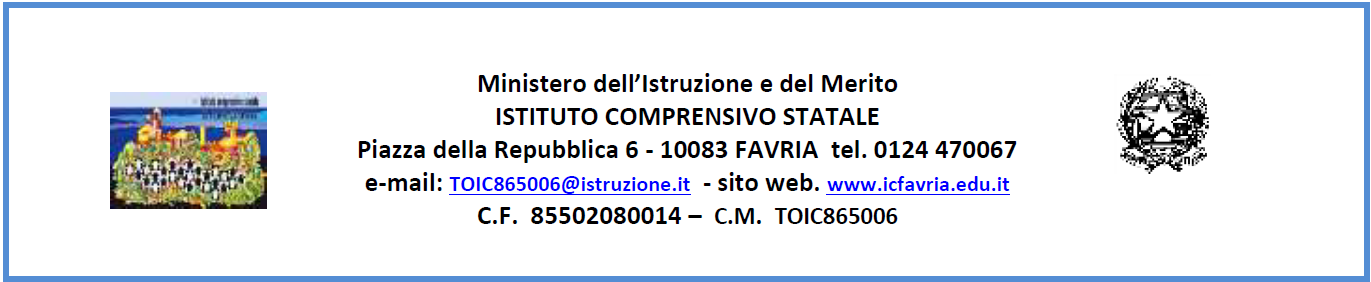 Ministero dell’Istruzione e del Merito
ISTITUTO COMPRENSIVO STATALE
Piazza della Repubblica 6 - 10083 FAVRIA tel. 0124 470067
e-mail: TOIC865006@istruzione.it - sito web. www.icfavria.edu.it
C.F. 85502080014 – C.M. TOIC865006